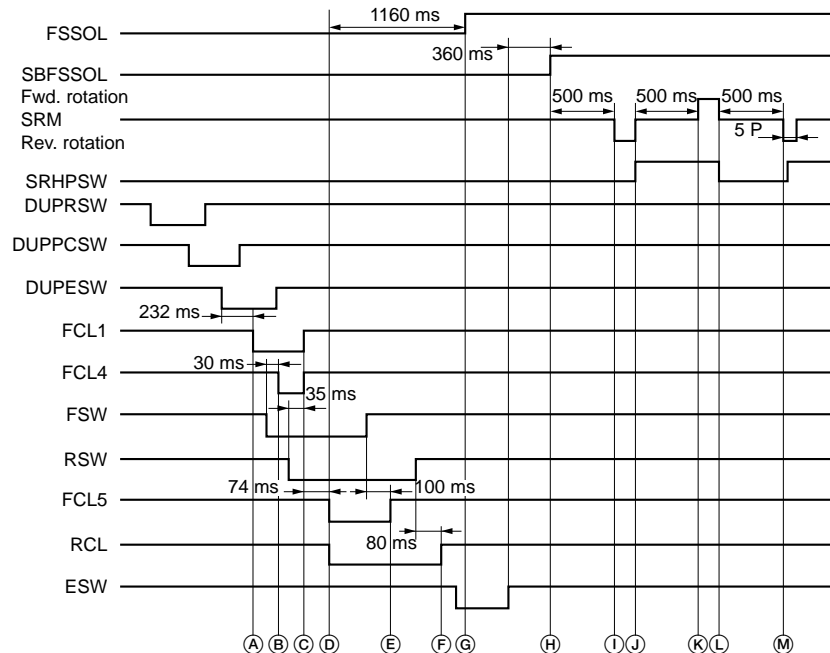 1160 ms
FSSOL
360 ms
SBFSSOL
Fwd. rotation
500 ms 500 ms 500 ms
SRM
5 P
Rev. rotation
SRHPSW
DUPRSW
DUPPCSW
DUPESW
232 ms
FCL1
30 ms
FCL4
35 ms
FSW
RSW
74 ms 100 ms
FCL5
80 ms
RCL
ESW
Ⓐ Ⓑ Ⓒ Ⓓ Ⓔ Ⓕ Ⓖ Ⓗ Ⓘ Ⓙ Ⓚ Ⓛ Ⓜ